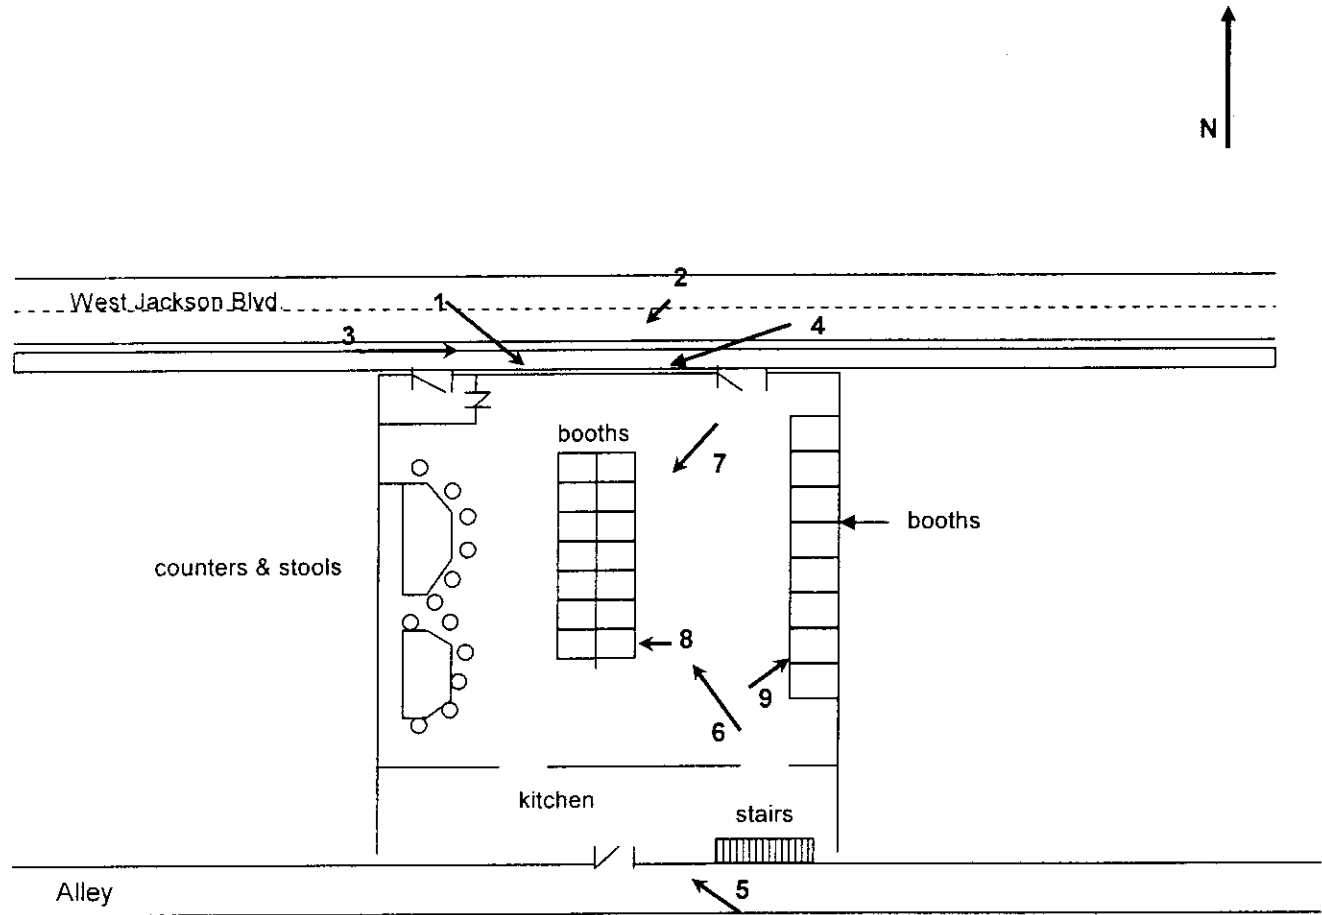 N
2
West Jackson Blvd.
1
3
4
booths
7
booths
counters & stools
8
9
6
kitchen
stairs
Alley
5